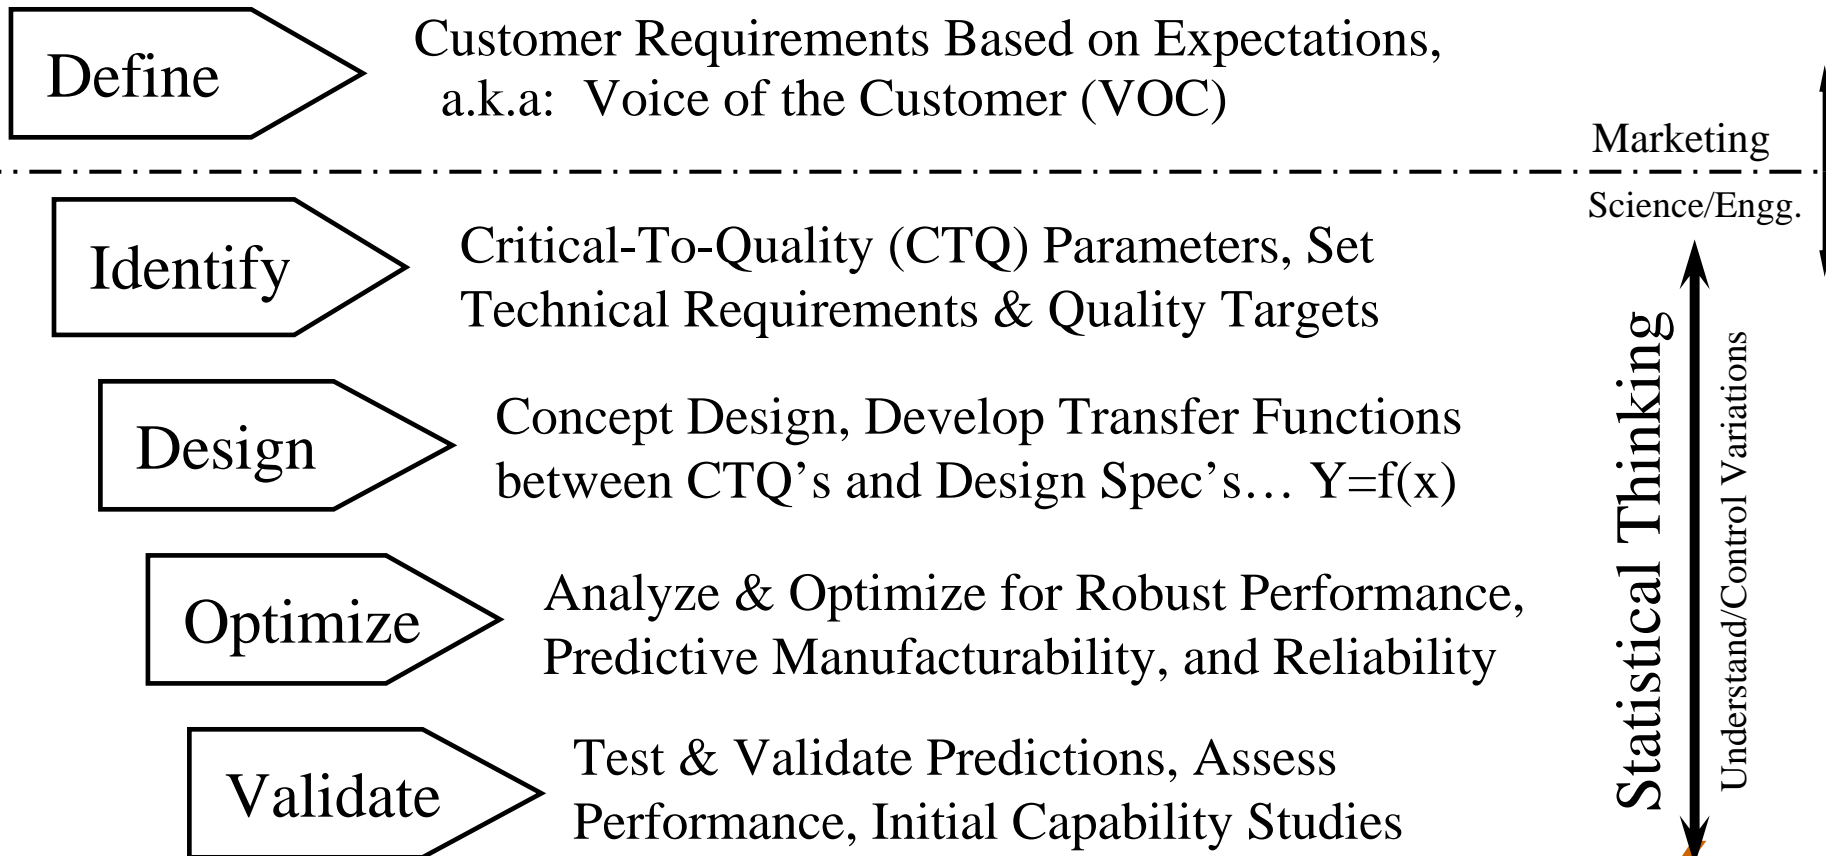 Define
Customer Requirements Based on Expectations,
a.k.a: Voice of the Customer (VOC)
Marketing
Science/Engg.
Identify
Critical-To-Quality (CTQ) Parameters, Set
Technical Requirements & Quality Targets
Design
Concept Design, Develop Transfer Functions
between CTQ's and Design Spec's… Y=f(x)
Optimize
Analyze & Optimize for Robust Performance,
Predictive Manufacturability, and Reliability
Validate
Test & Validate Predictions, Assess
Performance, Initial Capability Studies
Statistical Thinking
Understand/Control Variations